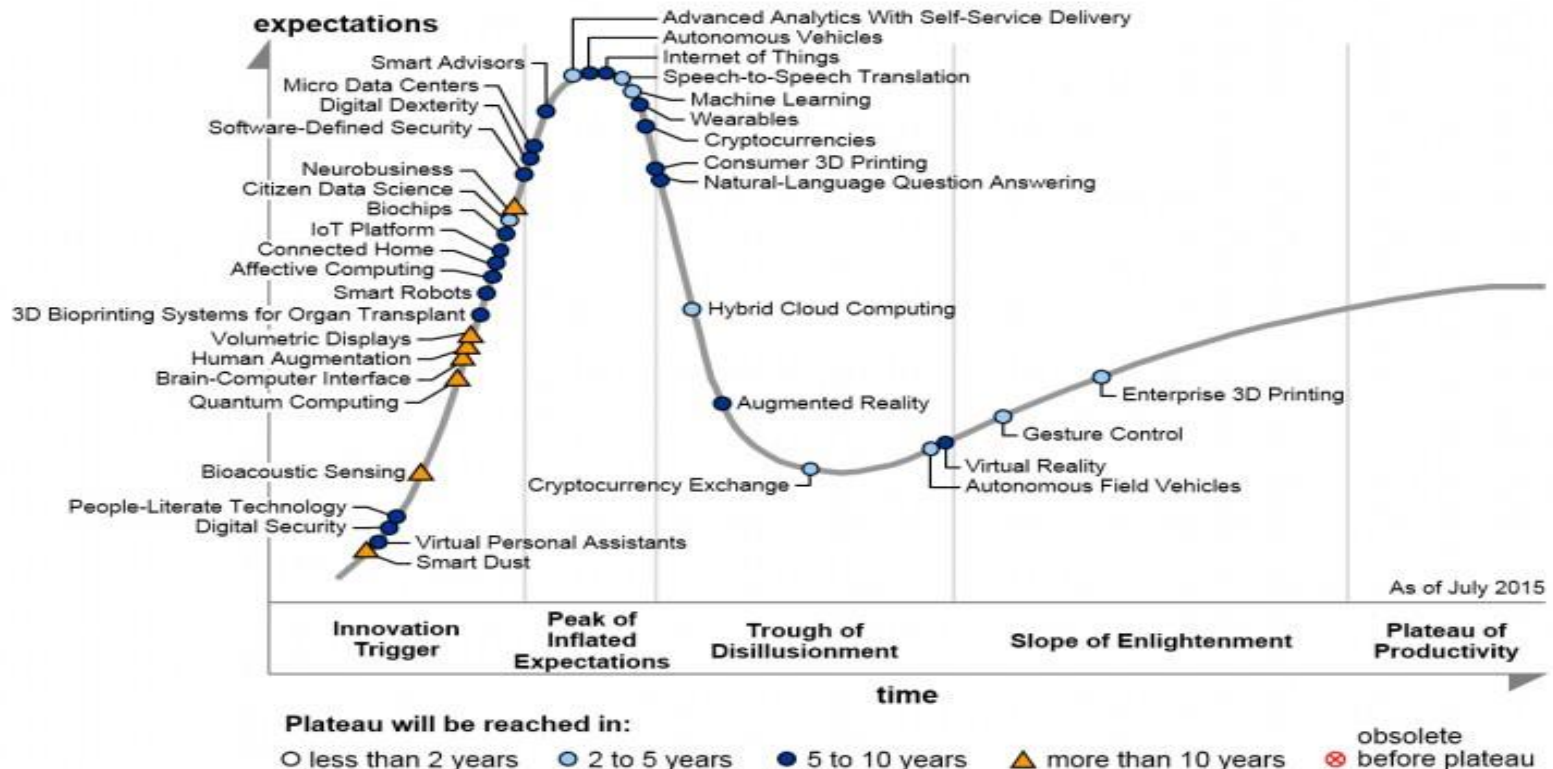 expectations
Advanced Analytics With Self-Service Delivery
Autonomous Vehicles
Internet of Things
Speech-to-Speech Translation
Machine Learning
Wearables
Cryptocurrencies
Consumer 3D Printing
Natural-Language Question Answering
Smart Advisors
Micro Data Centers
Digital Dexterity
Software-Defined Security
Neurobusiness
Citizen Data Science
Biochips
IoT Platform
Connected Home
Affective Computing
Smart Robots
3D Bioprinting Systems for Organ Transplant
Volumetric Displays
Human Augmentation
Brain-Computer Interface
Quantum Computing
Bioacoustic Sensing
People-Literate Technology
Digital Security
Virtual Personal Assistants
Smart Dust
Hybrid Cloud Computing
Augmented Reality
Cryptocurrency Exchange
Enterprise 3D Printing
Gesture Control
Virtual Reality
Autonomous Field Vehicles
As of July 2015
Innovation
Trigger
Peak of
Inflated
Expectations
Trough of
Disillusionment
Slope of Enlightenment
Plateau of
Productivity
time
Plateau will be reached in:
less than 2 years
2 to 5 years
5 to 10 years
more than 10 years
obsolete
before plateau